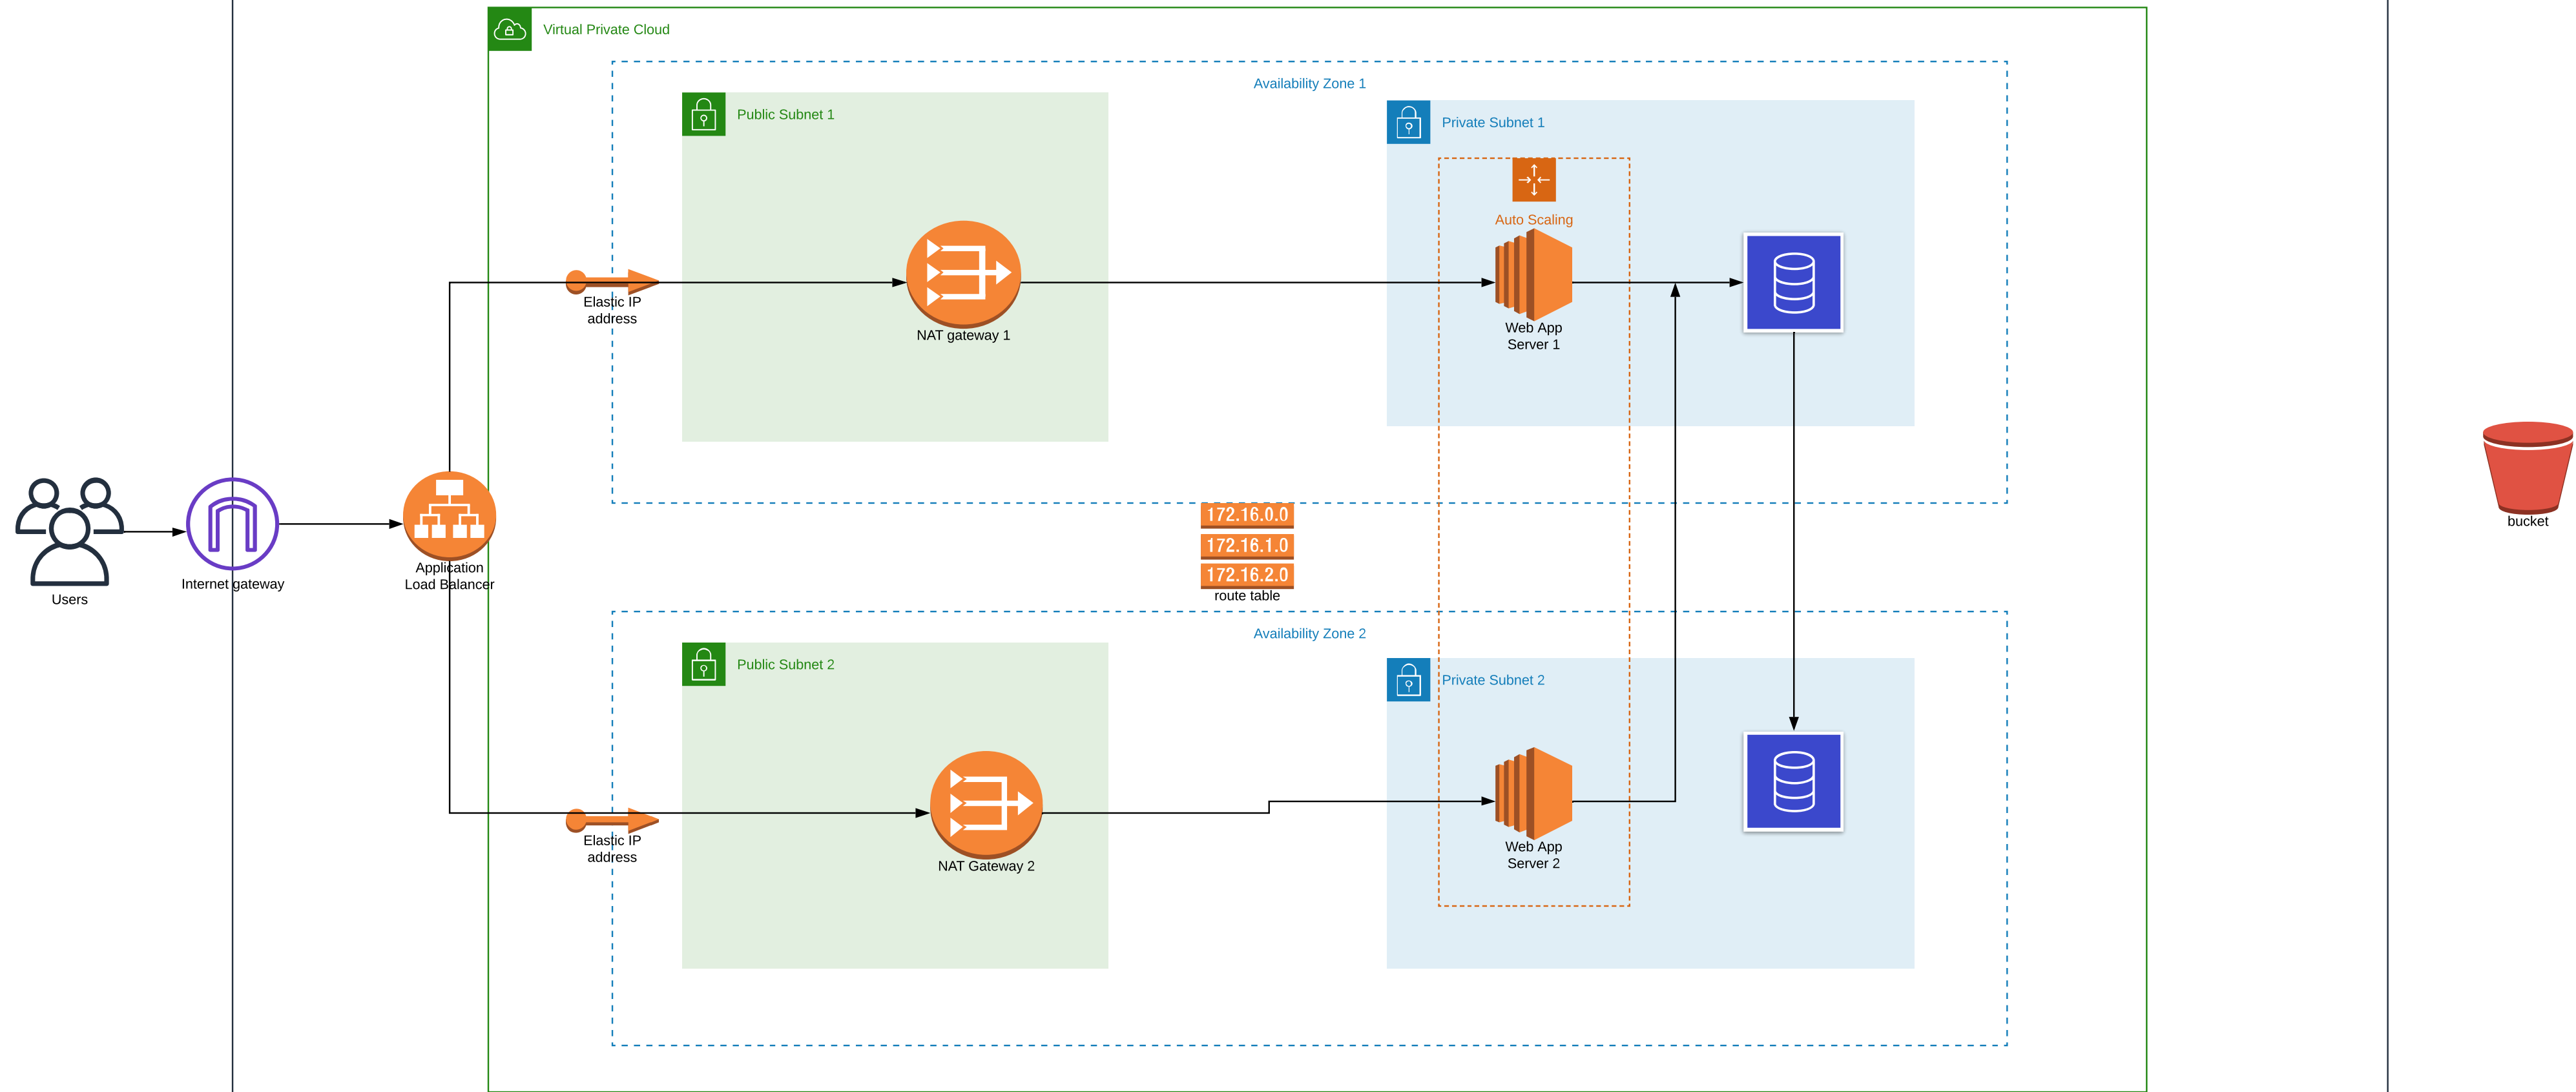 Virtual Private Cloud
Availability Zone 1
Public Subnet 1
Private Subnet 1
Auto Scaling
Elastic IP
address
NAT gateway 1
Web App
Server 1
172.16.0.0
172.16.1.0
172.16.2.0
route table
bucket
Users
Internet gateway
Application
Load Balancer
Availability Zone 2
Public Subnet 2
Private Subnet 2
Elastic IP
address
NAT Gateway 2
Web App
Server 2